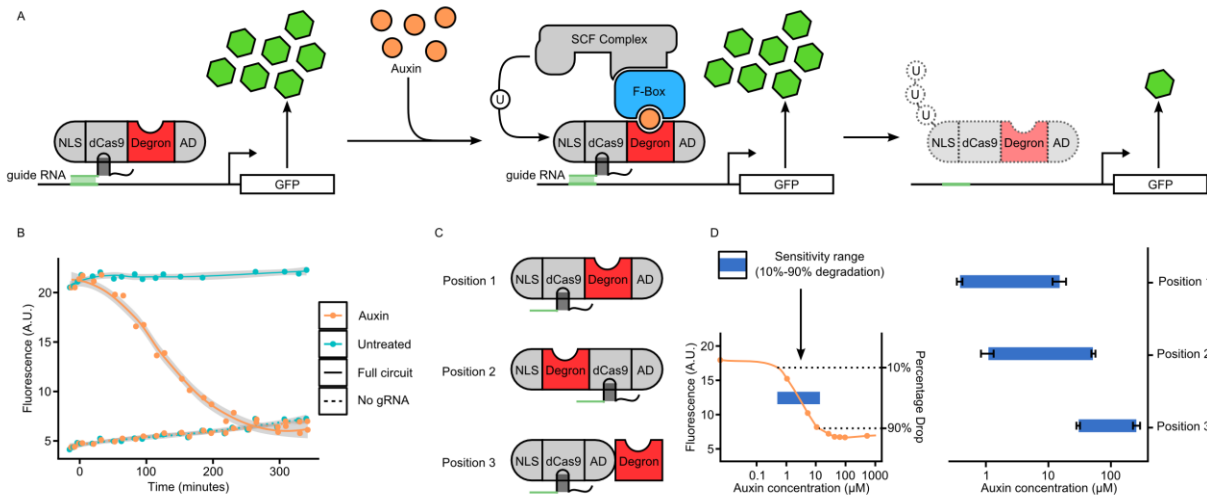 A
Auxin
SCF Complex
F-Box
U
NLS dCas9 Degron AD
guide RNA
GFP
NLS dCas9 Degron AD
guide RNA
GFP
U
U
U
NLS dCas9 Degron AD
GFP
B
Fluorescence (A.U.)
20
15
10
5
0 100 200 300
Time (minutes)
Auxin
Untreated
Full circuit
No gRNA
C
Position 1
NLS dCas9 Degron AD
Position 2
NLS Degron dCas9 AD
Position 3
NLS dCas9 AD Degron
D
Sensitivity range
(10%-90% degradation)
Fluorescence (A.U.)
20
15
10
5
0.1 1 10 100 1000
Auxin concentration (μM)
10%
90%
Percentage Drop
Position 1
Position 2
Position 3
1 10 100
Auxin concentration (μM)